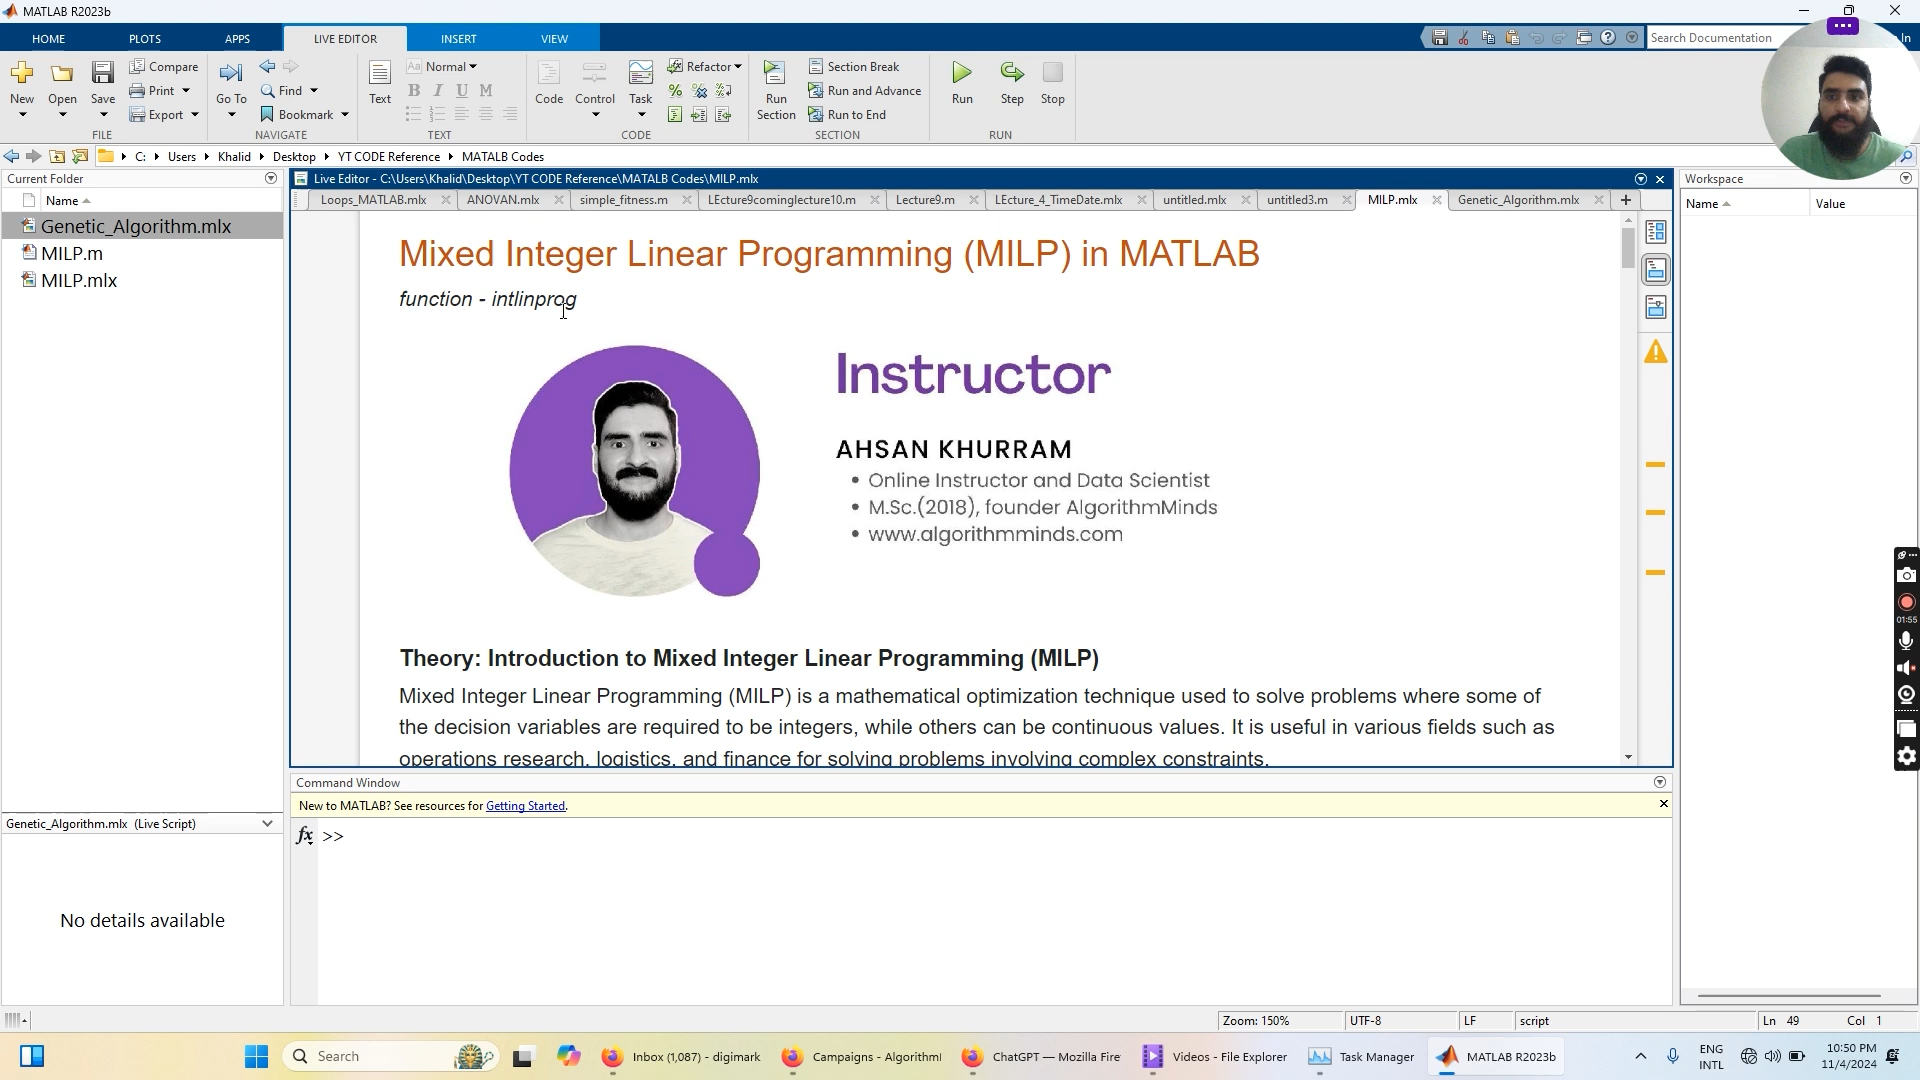 MATLAB R2023b
HOME
PLOTS
APPS
LIVE EDITOR
INSERT
VIEW
Search Documentation
In
New
Open
Save
Compare
Print
Export
FILE
Go To
Find
Bookmark
NAVIGATE
Text
Aa Normal
B I U M
TEXT
Code
Control
Task
Refactor
CODE
Run
Section
Section Break
Run and Advance
Run to End
SECTION
Run
Step
Stop
RUN
C: Users Khalid Desktop YT CODE Reference MATALB Codes
Current Folder
Name
Genetic_Algorithm.mlx
MILP.m
MILP.mlx
Genetic_Algorithm.mlx (Live Script)
No details available
Live Editor - C:\Users\Khalid\Desktop\YT CODE Reference\MATALB Codes\MILP.mlx
Loops_MATLAB.mlx
ANOVAN.mlx
simple_fitness.m
LEcture9cominglecture10.m
Lecture9.m
LEcture_4_TimeDate.mlx
untitled.mlx
untitled3.m
MILP.mlx
Genetic_Algorithm.mlx
Mixed Integer Linear Programming (MILP) in MATLAB
function - intlinprog
Instructor
AHSAN KHURRAM
• Online Instructor and Data Scientist
• M.Sc.(2018), founder AlgorithmMinds
• www.algorithmminds.com
Theory: Introduction to Mixed Integer Linear Programming (MILP)
Mixed Integer Linear Programming (MILP) is a mathematical optimization technique used to solve problems where some of
the decision variables are required to be integers, while others can be continuous values. It is useful in various fields such as
operations research, logistics, and finance for solving problems involving complex constraints.
Workspace
Name
Value
01:55
Command Window
New to MATLAB? See resources for Getting Started.
fx >>
Zoom: 150%
UTF-8
LF
script
Ln 49
Col 1
Search
Inbox (1,087) - digimark
Campaigns - Algorithml
ChatGPT — Mozilla Fire
Videos - File Explorer
Task Manager
MATLAB R2023b
ENG
INTL
10:50 PM
11/4/2024